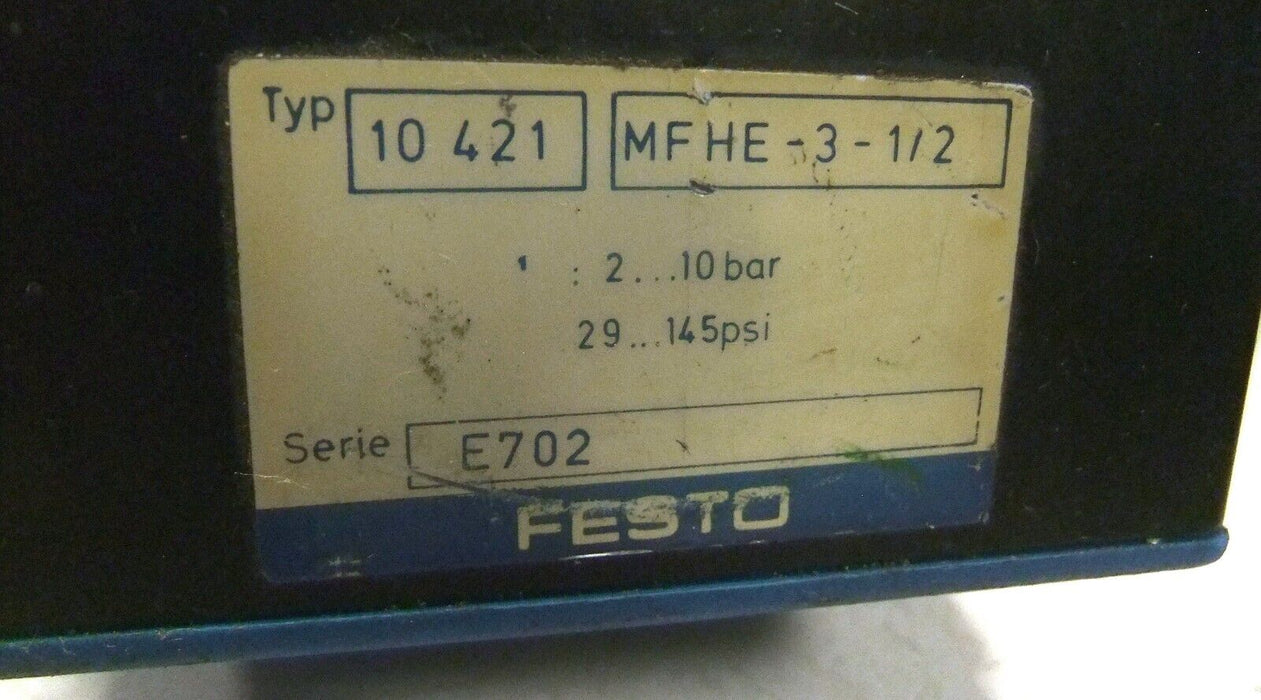 Typ 10 421 MFHE-3-1/2
: 2...10 bar
29...145psi
Serie E702
FESTO